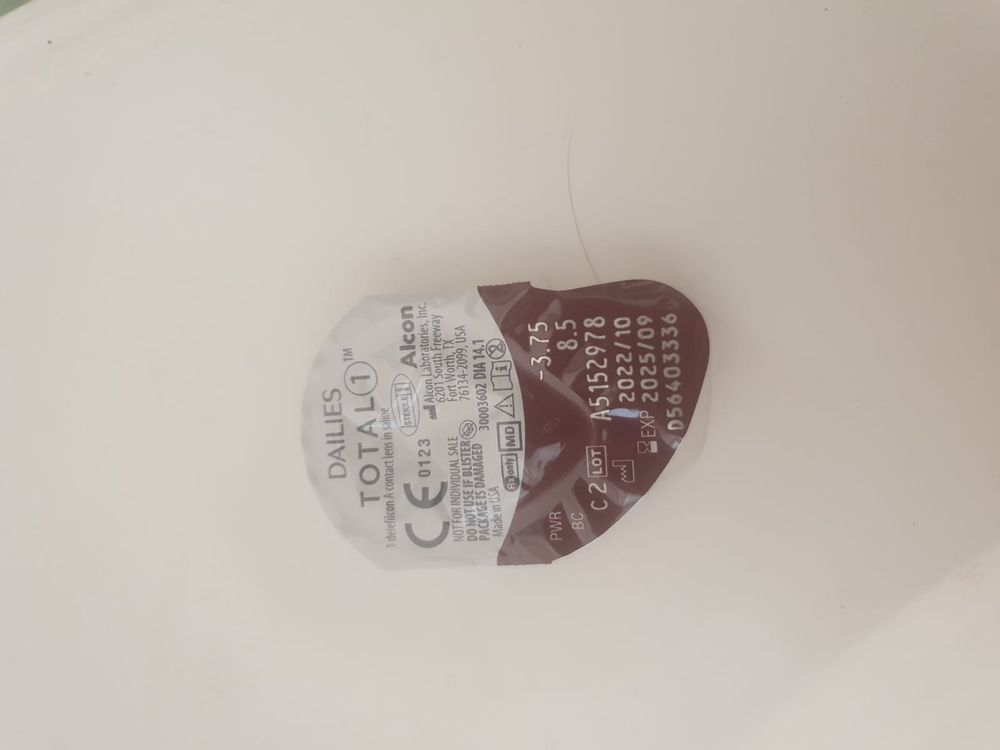 DAILIES
TOTAL 1™
1 delefilcon A contact lens in saline
CE 0123
STERILE
Alcon
Alcon Laboratories, Inc.
6201 South Freeway
Fort Worth, TX
76134-2099, USA
NOT FOR INDIVIDUAL SALE
DO NOT USE IF BLISTER
PACKAGE IS DAMAGED
30003602 DIA 14.1
Made in USA
Rx only MD
PWR -3.75
BC 8.5
C2 LOT A5152978
2022/10
EXP 2025/09
D56403336